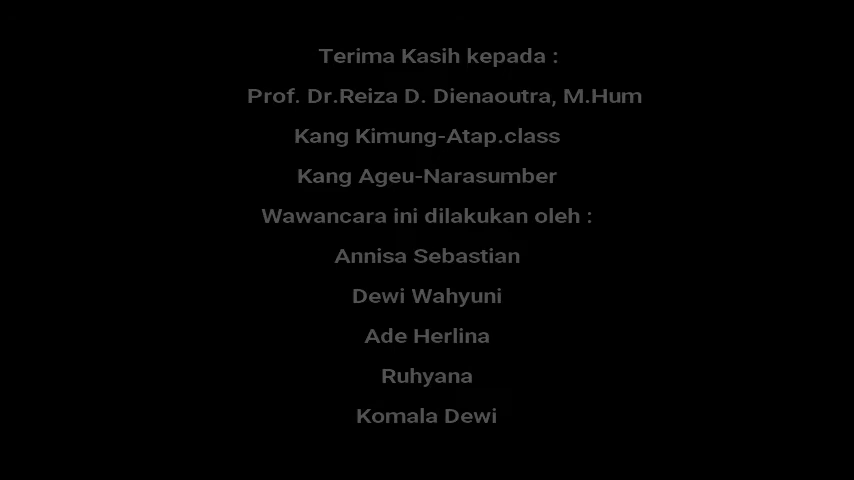 Terima Kasih kepada :
Prof. Dr.Reiza D. Dienaoutra, M.Hum
Kang Kimung-Atap.class
Kang Ageu-Narasumber
Wawancara ini dilakukan oleh :
Annisa Sebastian
Dewi Wahyuni
Ade Herlina
Ruhyana
Komala Dewi